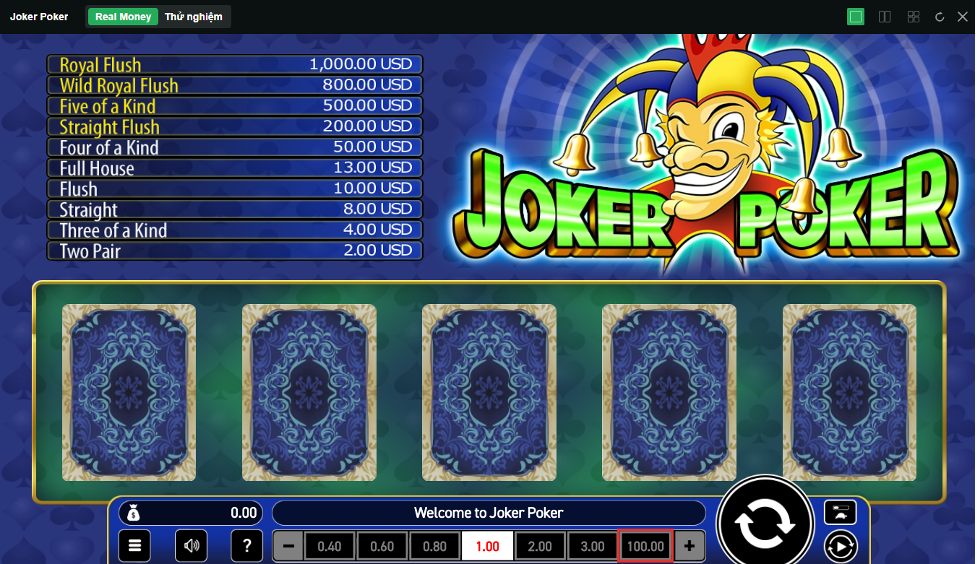 Joker Poker Real Money Thử nghiệm
Royal Flush 1,000.00 USD
Wild Royal Flush 800.00 USD
Five of a Kind 500.00 USD
Straight Flush 200.00 USD
Four of a Kind 50.00 USD
Full House 13.00 USD
Flush 10.00 USD
Straight 8.00 USD
Three of a Kind 4.00 USD
Two Pair 2.00 USD
JOKER POKER
0.00 Welcome to Joker Poker
? − 0.40 0.60 0.80 1.00 2.00 3.00 100.00 +